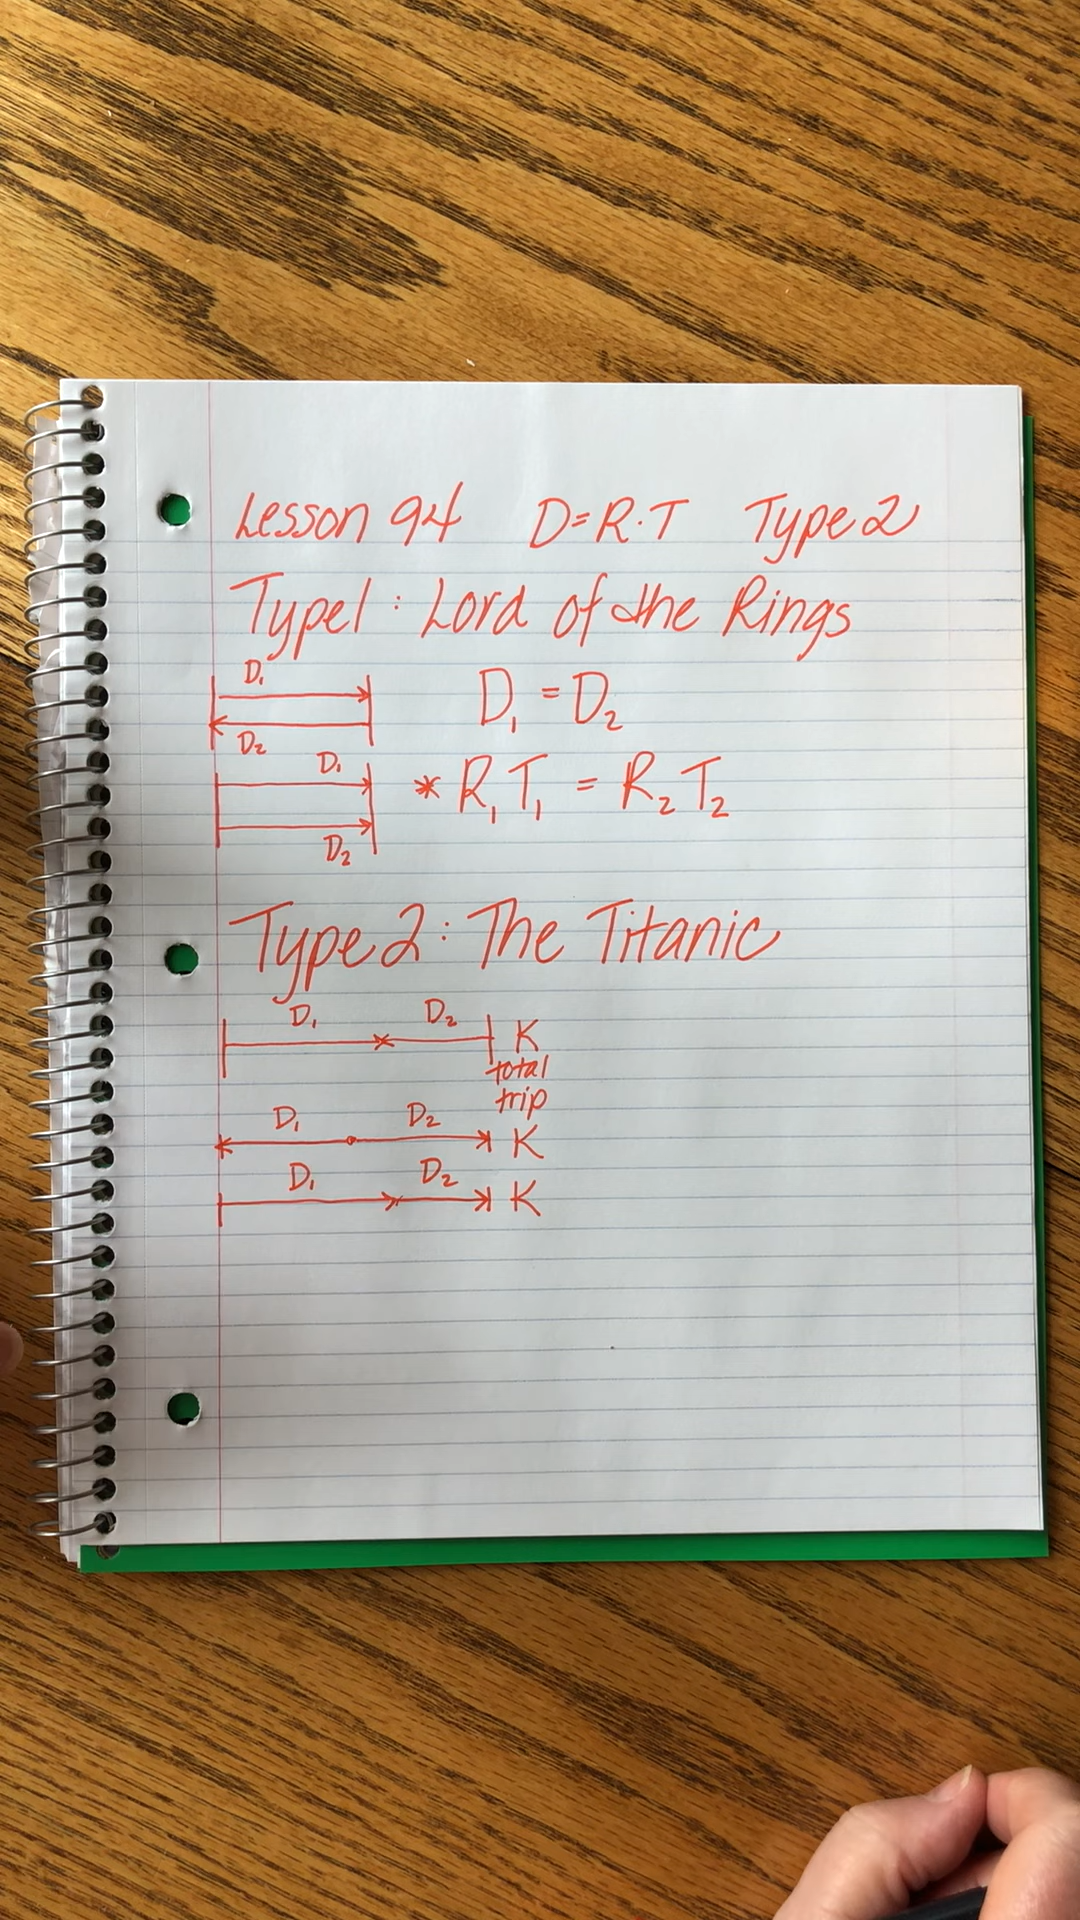 Lesson 94 D=R·T Type 2
Type 1: Lord of the Rings
D₁
D₁ = D₂
D₂
D₁
* R₁T₁ = R₂T₂
D₂
Type 2: The Titanic
D₁ D₂
K
total
trip
D₁ D₂
K
D₁ D₂
K